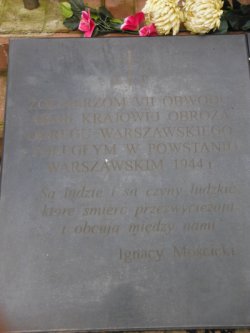 ŻOŁNIERZOM VII OBWODU
ARMII KRAJOWEJ OBROŻA
OKRĘGU WARSZAWSKIEGO
POLEGŁYM W POWSTANIU
WARSZAWSKIM 1944 r.
Są ludzie i są czyny ludzkie
które śmierć przezwyciężają
i obcują między nami
Ignacy Mościcki